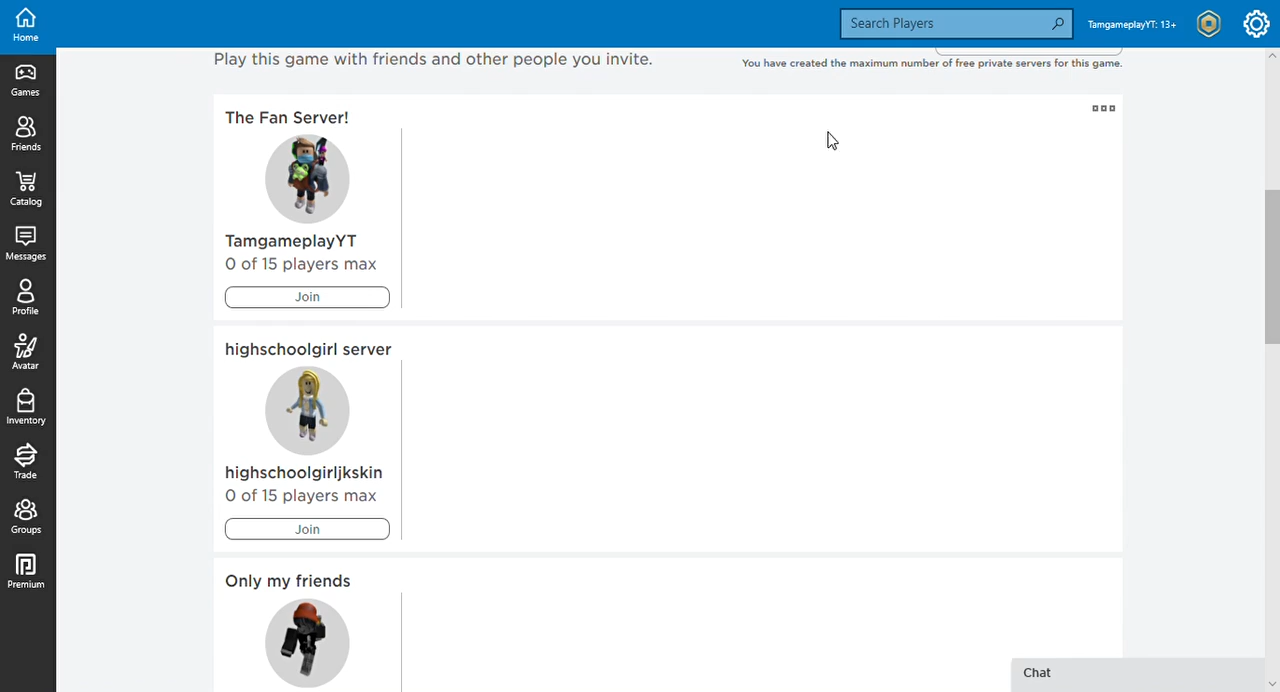 Home
Search Players
TamgameplayYT: 13+
Games
Friends
Catalog
Messages
Profile
Avatar
Inventory
Trade
Groups
Premium
Play this game with friends and other people you invite.
You have created the maximum number of free private servers for this game.
The Fan Server!
TamgameplayYT
0 of 15 players max
Join
highschoolgirl server
highschoolgirljkskin
0 of 15 players max
Join
Only my friends
Chat